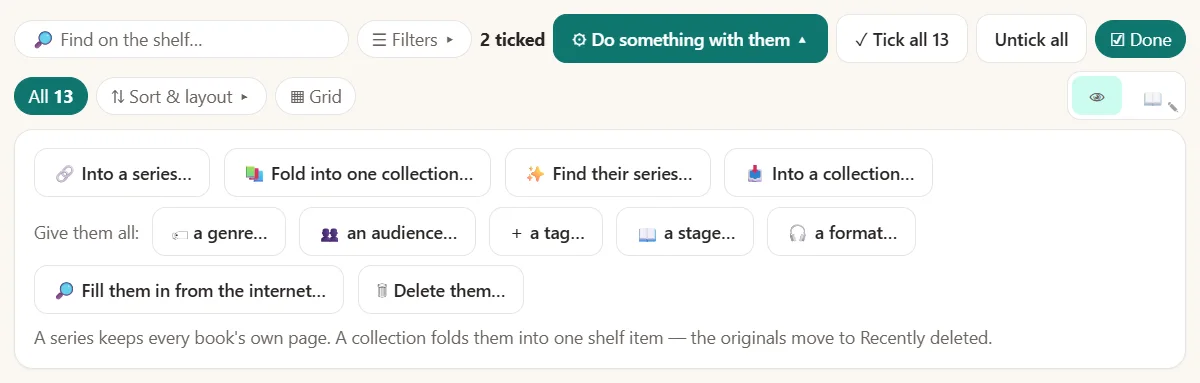 Find on the shelf...
Filters
2 ticked
Do something with them
Tick all 13
Untick all
Done
All 13
Sort & layout
Grid
Into a series...
Fold into one collection...
Find their series...
Into a collection...
Give them all:
a genre...
an audience...
+ a tag...
a stage...
a format...
Fill them in from the internet...
Delete them...
A series keeps every book's own page. A collection folds them into one shelf item — the originals move to Recently deleted.